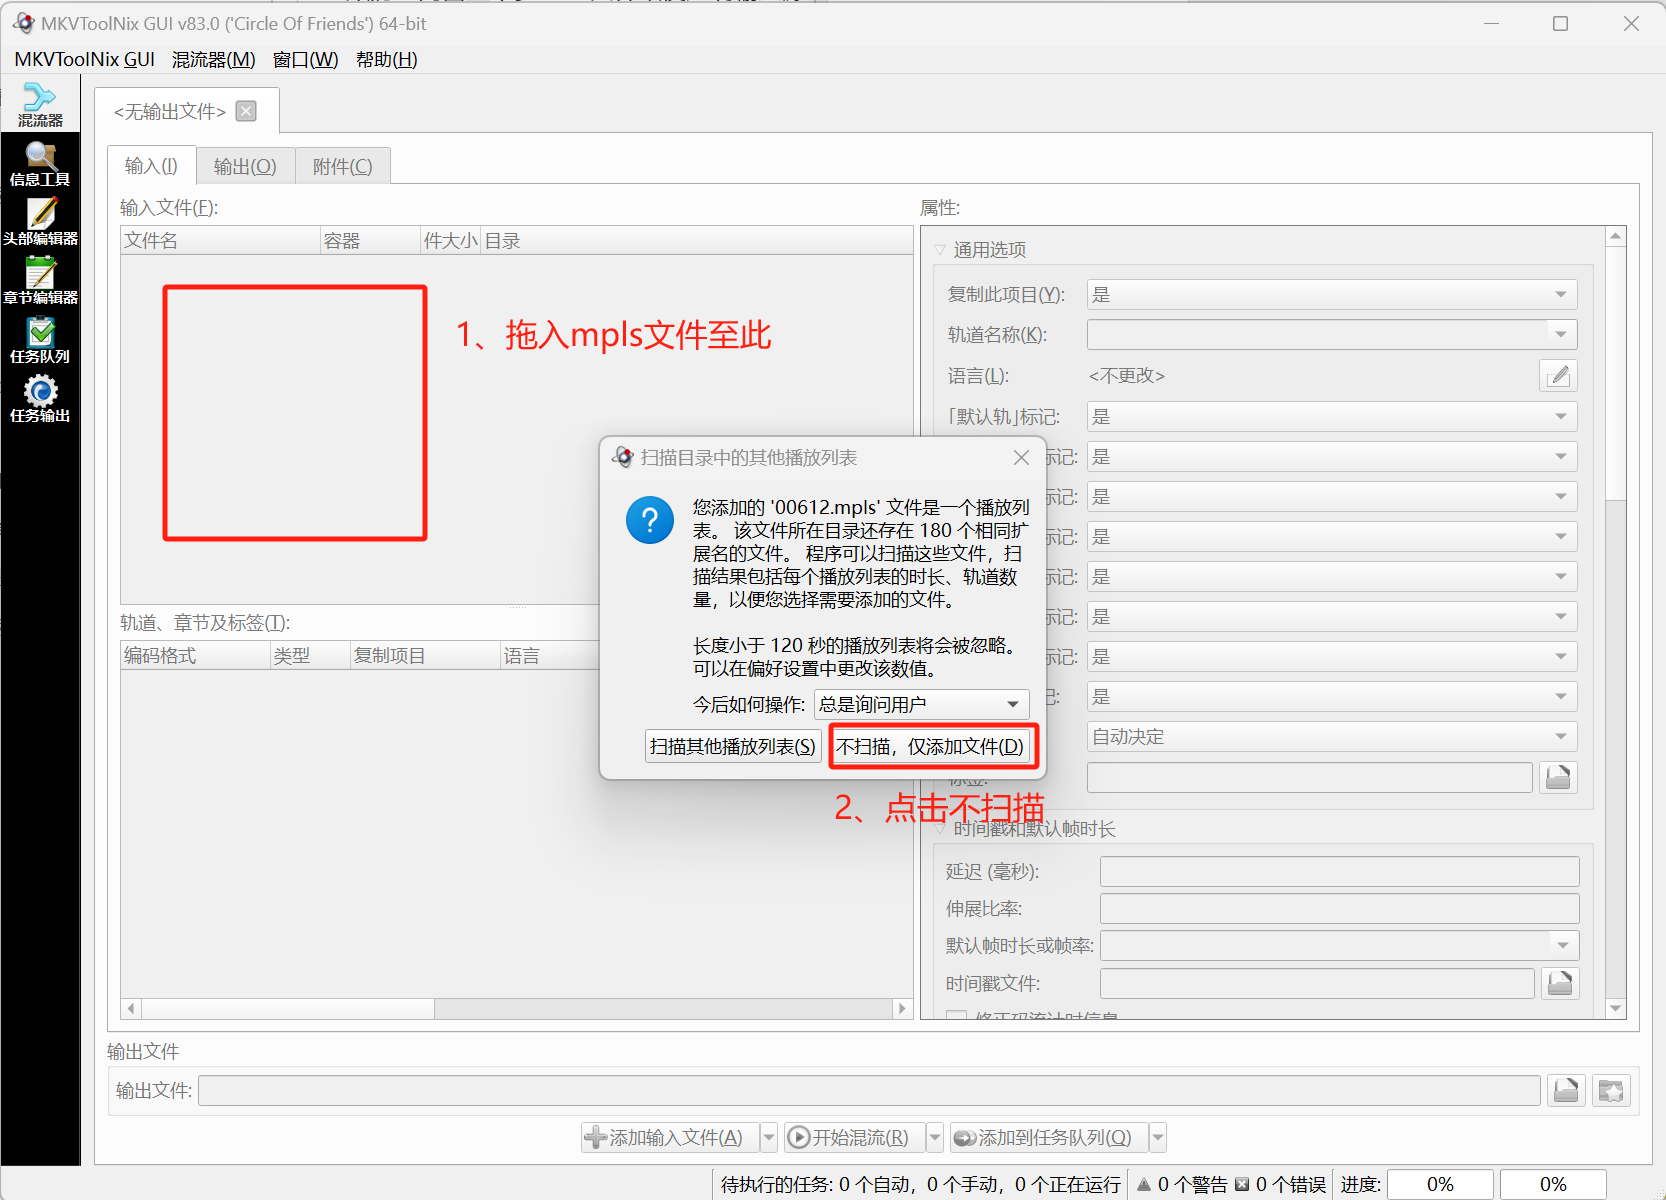 MKVToolNix GUI v83.0 ('Circle Of Friends') 64-bit
MKVToolNix GUI 混流器(M) 窗口(W) 帮助(H)
混流器
信息工具
头部编辑器
章节编辑器
任务队列
任务输出
<无输出文件>
输入(I) 输出(O) 附件(C)
输入文件(F):
文件名 容器 件大小 目录
1、拖入mpls文件至此
轨道、章节及标签(T):
编码格式 类型 复制项目 语言
属性:
通用选项
复制此项目(Y): 是
轨道名称(K):
语言(L): <不更改>
「默认轨」标记: 是
标记: 是
标记: 是
标记: 是
标记: 是
标记: 是
标记: 是
记: 是
自动决定
标签:
时间戳和默认帧时长
延迟 (毫秒):
伸展比率:
默认帧时长或帧率:
时间戳文件:
修正码流计时信息
扫描目录中的其他播放列表
您添加的 '00612.mpls' 文件是一个播放列
表。 该文件所在目录还存在 180 个相同扩
展名的文件。 程序可以扫描这些文件，扫
描结果包括每个播放列表的时长、轨道数
量，以便您选择需要添加的文件。
长度小于 120 秒的播放列表将会被忽略。
可以在偏好设置中更改该数值。
今后如何操作: 总是询问用户
扫描其他播放列表(S) 不扫描，仅添加文件(D)
2、点击不扫描
输出文件
输出文件:
添加输入文件(A) 开始混流(R) 添加到任务队列(Q)
待执行的任务: 0 个自动，0 个手动，0 个正在运行 0 个警告 0 个错误 进度: 0% 0%